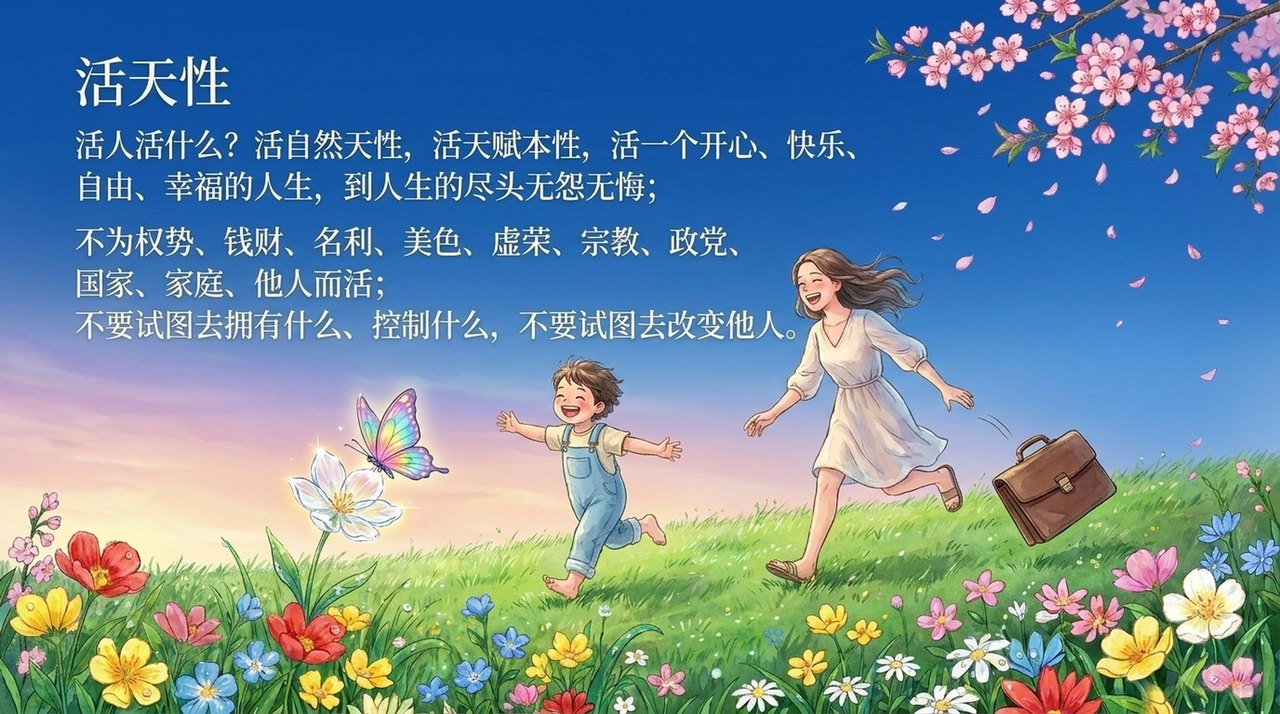 活天性
活人活什么？活自然天性，活天赋本性，活一个开心、快乐、
自由、幸福的人生，到人生的尽头无怨无悔；
不为权势、钱财、名利、美色、虚荣、宗教、政党、
国家、家庭、他人而活；
不要试图去拥有什么、控制什么，不要试图去改变他人。